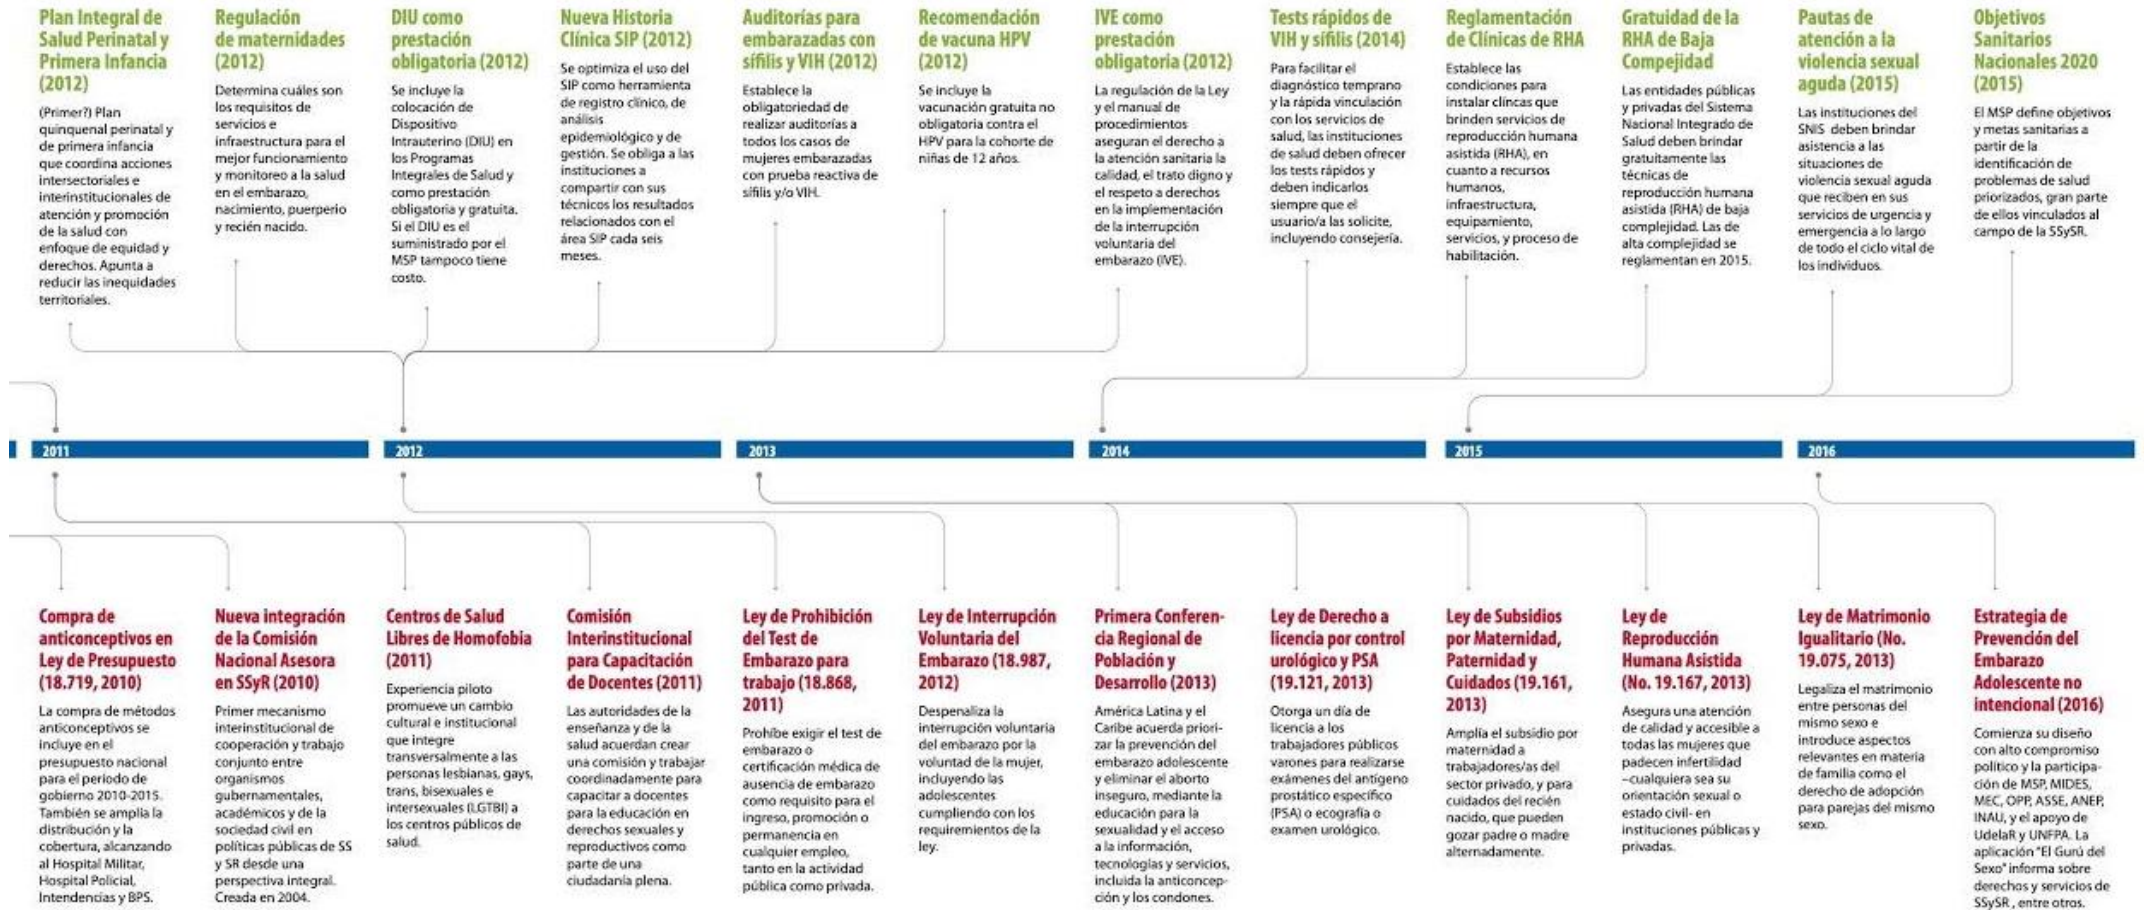 Plan Integral de
Salud Perinatal y
Primera Infancia
(2012)
(Primer?) Plan
quinquenal perinatal y
de primera infancia
que coordina acciones
intersectoriales e
interinstitucionales de
atención y promoción
de la salud con
enfoque de equidad y
derechos. Apunta a
reducir las inequidades
territoriales.
Regulación
de maternidades
(2012)
Determina cuáles son
los requisitos de
servicios e
infraestructura para el
mejor funcionamiento
y monitoreo a la salud
en el embarazo,
nacimiento, puerperio
y recién nacido.
DIU como
prestación
obligatoria (2012)
Se incluye la
colocación de
Dispositivo
Intrauterino (DIU) en
los Programas
Integrales de Salud y
como prestación
obligatoria y gratuita.
Si el DIU es el
suministrado por el
MSP tampoco tiene
costo.
Nueva Historia
Clínica SIP (2012)
Se optimiza el uso del
SIP como herramienta
de registro clínico, de
análisis
epidemiológico y de
gestión. Se obliga a las
instituciones a
compartir con sus
técnicos los resultados
relacionados con el
área SIP cada seis
meses.
Auditorías para
embarazadas con
sífilis y VIH (2012)
Establece la
obligatoriedad de
realizar auditorías a
todos los casos de
mujeres embarazadas
con prueba reactiva de
sífilis y/o VIH.
Recomendación
de vacuna HPV
(2012)
Se incluye la
vacunación gratuita no
obligatoria contra el
HPV para la cohorte de
niñas de 12 años.
IVE como
prestación
obligatoria (2012)
La regulación de la Ley
y el manual de
procedimientos
aseguran el derecho a
la atención sanitaria la
calidad, el trato digno y
el respeto a derechos
en la implementación
de la interrupción
voluntaria del
embarazo (IVE).
Tests rápidos de
VIH y sífilis (2014)
Para facilitar el
diagnóstico temprano
y la rápida vinculación
con los servicios de
salud, las instituciones
de salud deben ofrecer
los tests rápidos y
deben indicarlos
siempre que el
usuario/a las solicite,
incluyendo consejería.
Reglamentación
de Clínicas de RHA
Establece las
condiciones para
instalar clíncas que
brinden servicios de
reproducción humana
asistida (RHA), en
cuanto a recursos
humanos,
infraestructura,
equipamiento,
servicios, y proceso de
habilitación.
Gratuidad de la
RHA de Baja
Compejidad
Las entidades públicas
y privadas del Sistema
Nacional Integrado de
Salud deben brindar
gratuitamente las
técnicas de
reproducción humana
asistida (RHA) de baja
complejidad. Las de
alta complejidad se
reglamentan en 2015.
Pautas de
atención a la
violencia sexual
aguda (2015)
Las instituciones del
SNIS deben brindar
asistencia a las
situaciones de
violencia sexual aguda
que reciben en sus
servicios de urgencia y
emergencia a lo largo
de todo el ciclo vital de
los individuos.
Objetivos
Sanitarios
Nacionales 2020
(2015)
El MSP define objetivos
y metas sanitarias a
partir de la
identificación de
problemas de salud
priorizados, gran parte
de ellos vinculados al
campo de la SSySR.
2011
2012
2013
2014
2015
2016
Compra de
anticonceptivos en
Ley de Presupuesto
(18.719, 2010)
La compra de métodos
anticonceptivos se
incluye en el
presupuesto nacional
para el periodo de
gobierno 2010-2015.
También se amplía la
distribución y la
cobertura, alcanzando
al Hospital Militar,
Hospital Policial,
Intendencias y BPS.
Nueva integración
de la Comisión
Nacional Asesora
en SSyR (2010)
Primer mecanismo
interinstitucional de
cooperación y trabajo
conjunto entre
organismos
gubernamentales,
académicos y de la
sociedad civil en
políticas públicas de SS
y SR desde una
perspectiva integral.
Creada en 2004.
Centros de Salud
Libres de Homofobia
(2011)
Experiencia piloto
promueve un cambio
cultural e institucional
que integre
transversalmente a las
personas lesbianas, gays,
trans, bisexuales e
intersexuales (LGTBI) a
los centros públicos de
salud.
Comisión
Interinstitucional
para Capacitación
de Docentes (2011)
Las autoridades de la
enseñanza y de la
salud acuerdan crear
una comisión y trabajar
coordinadamente para
capacitar a docentes
para la educación en
derechos sexuales y
reproductivos como
parte de una
ciudadanía plena.
Ley de Prohibición
del Test de
Embarazo para
trabajo (18.868,
2011)
Prohíbe exigir el test de
embarazo o
certificación médica de
ausencia de embarazo
como requisito para el
ingreso, promoción o
permanencia en
cualquier empleo,
tanto en la actividad
pública como privada.
Ley de Interrupción
Voluntaria del
Embarazo (18.987,
2012)
Despenaliza la
interrupción voluntaria
del embarazo por la
voluntad de la mujer,
incluyendo las
adolescentes
cumpliendo con los
requirementos de la
ley.
Primera Conferen-
cia Regional de
Población y
Desarrollo (2013)
América Latina y el
Caribe acuerda priori-
zar la prevención del
embarazo adolescente
y eliminar el aborto
inseguro, mediante la
educación para la
sexualidad y el acceso
a la información,
tecnologías y servicios,
incluida la anticoncep-
ción y los condones.
Ley de Derecho a
licencia por control
urológico y PSA
(19.121, 2013)
Otorga un día de
licencia a los
trabajadores públicos
varones para realizarse
exámenes del antígeno
prostático específico
(PSA) o ecografía o
examen urológico.
Ley de Subsidios
por Maternidad,
Paternidad y
Cuidados (19.161,
2013)
Amplía el subsidio por
maternidad a
trabajadores/as del
sector privado, y para
cuidados del recién
nacido, que pueden
gozar padre o madre
alternadamente.
Ley de
Reproducción
Humana Asistida
(No. 19.167, 2013)
Asegura una atención
de calidad y accesible a
todas las mujeres que
padecen infertilidad
–cualquiera sea su
orientación sexual o
estado civil- en
instituciones públicas y
privadas.
Ley de Matrimonio
Igualitario (No.
19.075, 2013)
Legaliza el matrimonio
entre personas del
mismo sexo e
introduce aspectos
relevantes en materia
de familia como el
derecho de adopción
para parejas del mismo
sexo.
Estrategia de
Prevención del
Embarazo
Adolescente no
intencional (2016)
Comienza su diseño
con alto compromiso
político y la participa-
ción de MSP, MIDES,
MEC, OPP, ASSE, ANEP,
INAU, y el apoyo de
UdelaR y UNFPA. La
aplicación "El Gurú del
Sexo" informa sobre
derechos y servicios de
SSySR , entre otros.